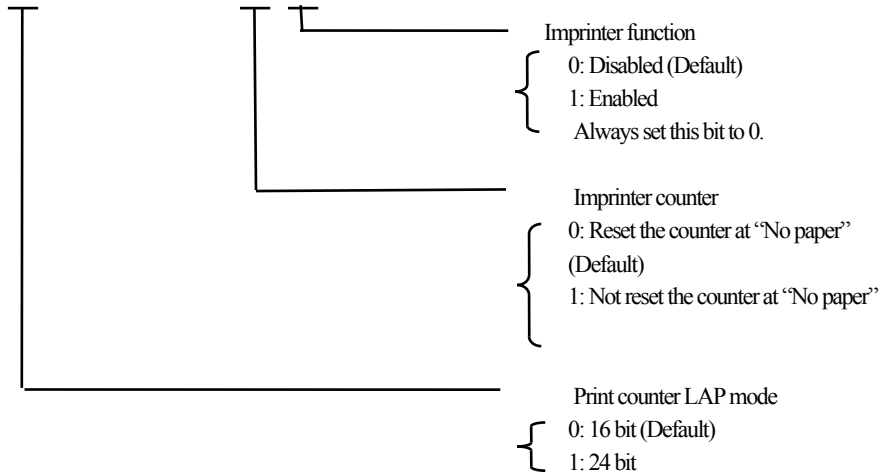 Imprinter function
0: Disabled (Default)
1: Enabled
Always set this bit to 0.
Imprinter counter
0: Reset the counter at “No paper”
(Default)
1: Not reset the counter at “No paper”
Print counter LAP mode
0: 16 bit (Default)
1: 24 bit